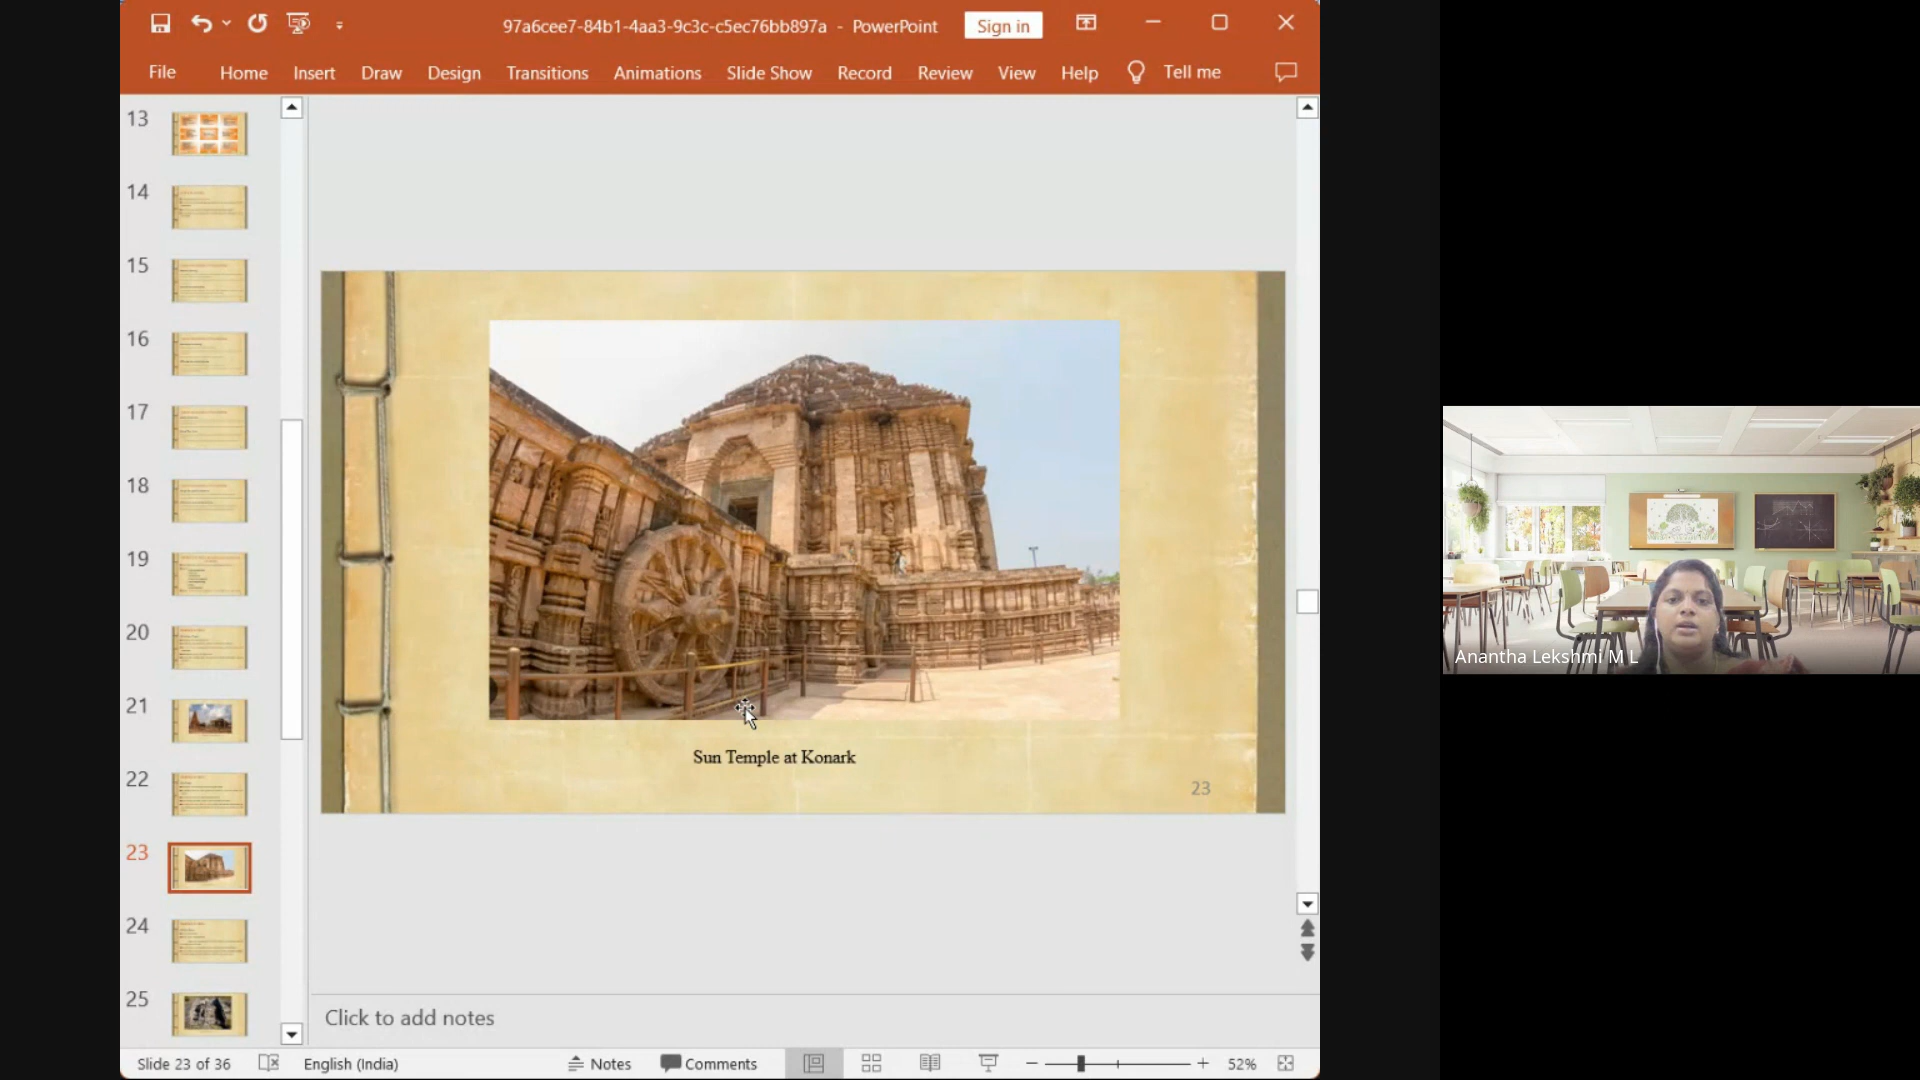 97a6cee7-84b1-4aa3-9c3c-c5ec76bb897a - PowerPoint
Sign in
File Home Insert Draw Design Transitions Animations Slide Show Record Review View Help Tell me
13
14
15
16
17
18
19
20
21
22
23
24
25
Sun Temple at Konark
23
Click to add notes
Slide 23 of 36 English (India) Notes Comments 52%
Anantha Lekshmi M L